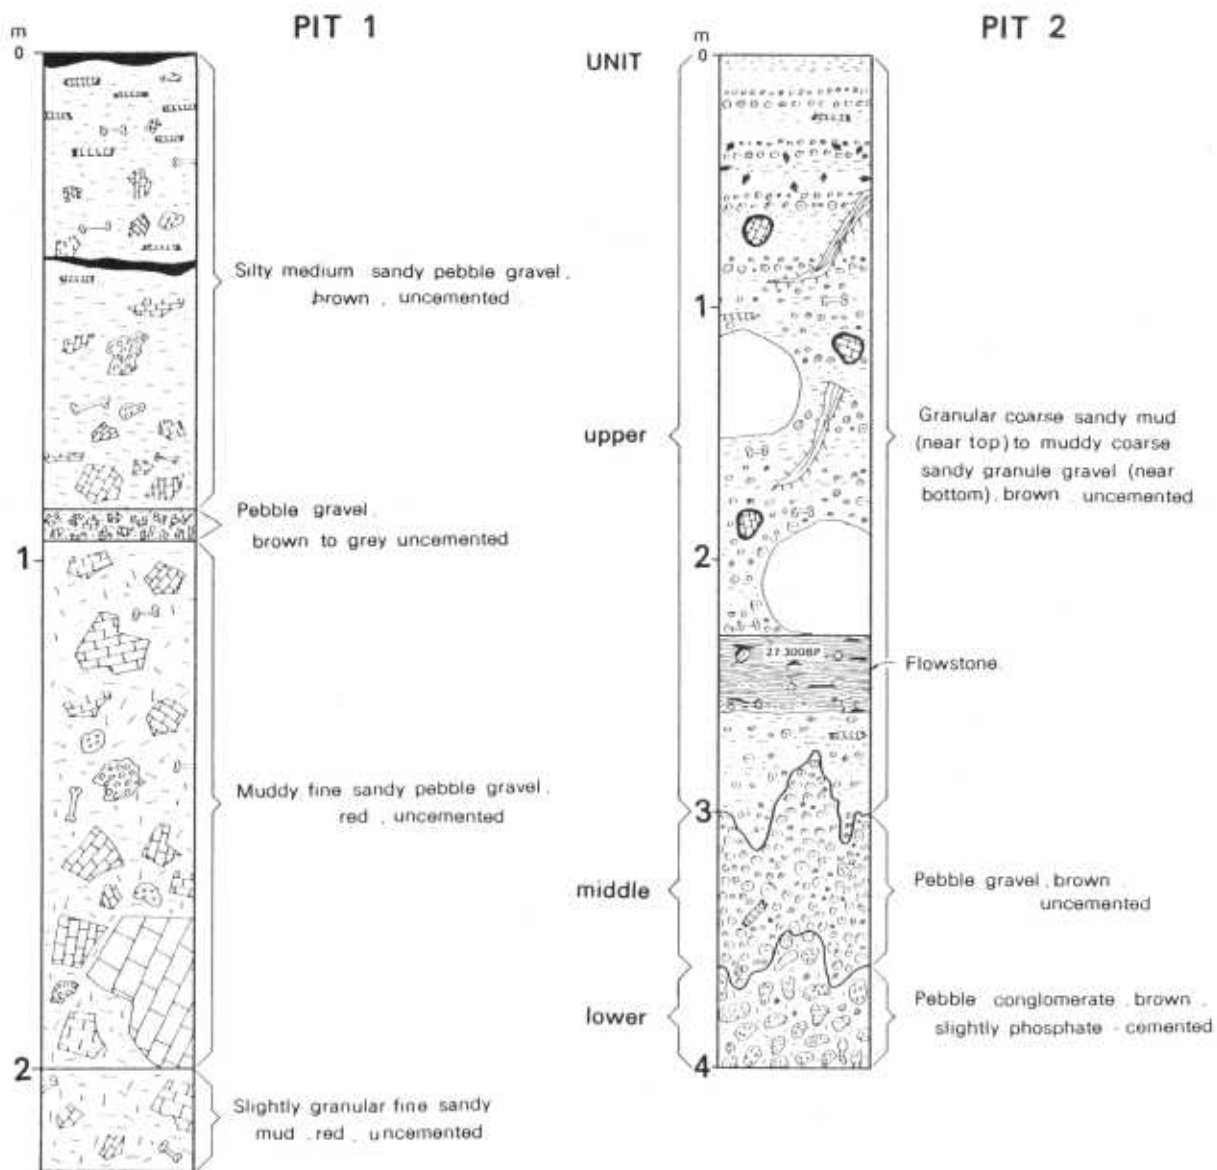 PIT 1
m
0
Silty medium sandy pebble gravel.
brown . uncemented
Pebble gravel.
brown to grey uncemented
1
Muddy fine sandy pebble gravel.
red . uncemented
2
Slightly granular fine sandy
mud . red . uncemented
PIT 2
UNIT
m
0
1
upper
Granular coarse sandy mud
(near top) to muddy coarse
sandy granule gravel (near
bottom). brown . uncemented
2
27 300BP
Flowstone.
3
middle
Pebble gravel . brown .
uncemented
lower
Pebble conglomerate . brown .
slightly phosphate - cemented
4